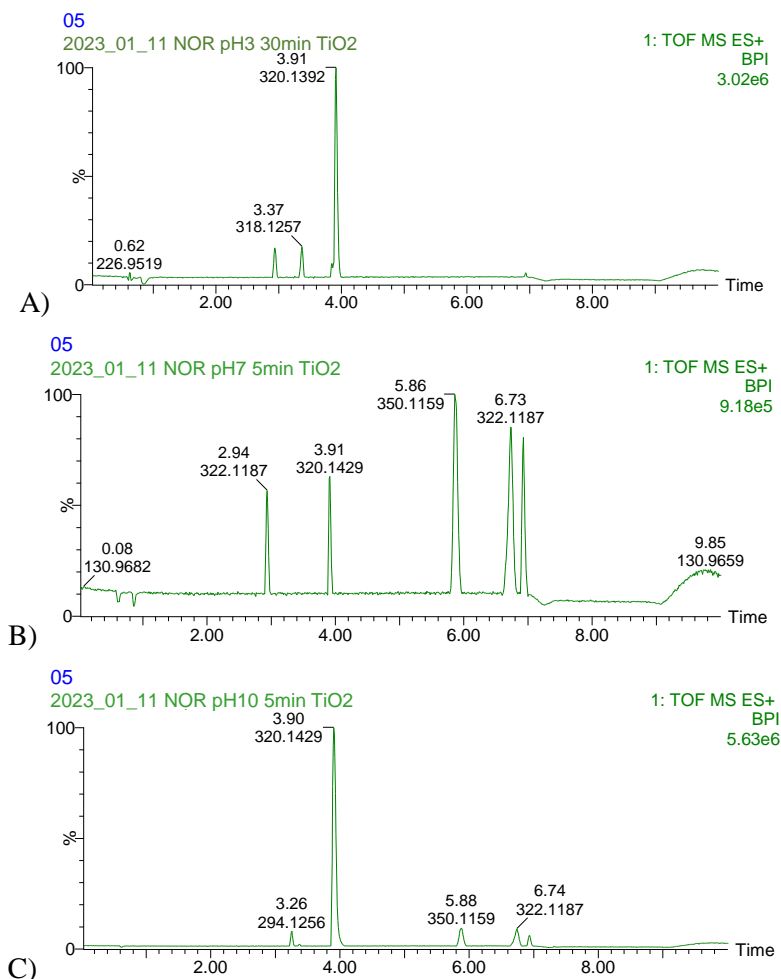 05
2023_01_11 NOR pH3 30min TiO2
1: TOF MS ES+
BPI
3.02e6
100
%
0
3.91
320.1392
3.37
318.1257
0.62
226.9519
2.00 4.00 6.00 8.00
Time
A)
05
2023_01_11 NOR pH7 5min TiO2
1: TOF MS ES+
BPI
9.18e5
100
%
0
5.86
350.1159
6.73
322.1187
2.94
322.1187
3.91
320.1429
0.08
130.9682
9.85
130.9659
2.00 4.00 6.00 8.00
Time
B)
05
2023_01_11 NOR pH10 5min TiO2
1: TOF MS ES+
BPI
5.63e6
100
%
0
3.90
320.1429
3.26
294.1256
5.88
350.1159
6.74
322.1187
2.00 4.00 6.00 8.00
Time
C)